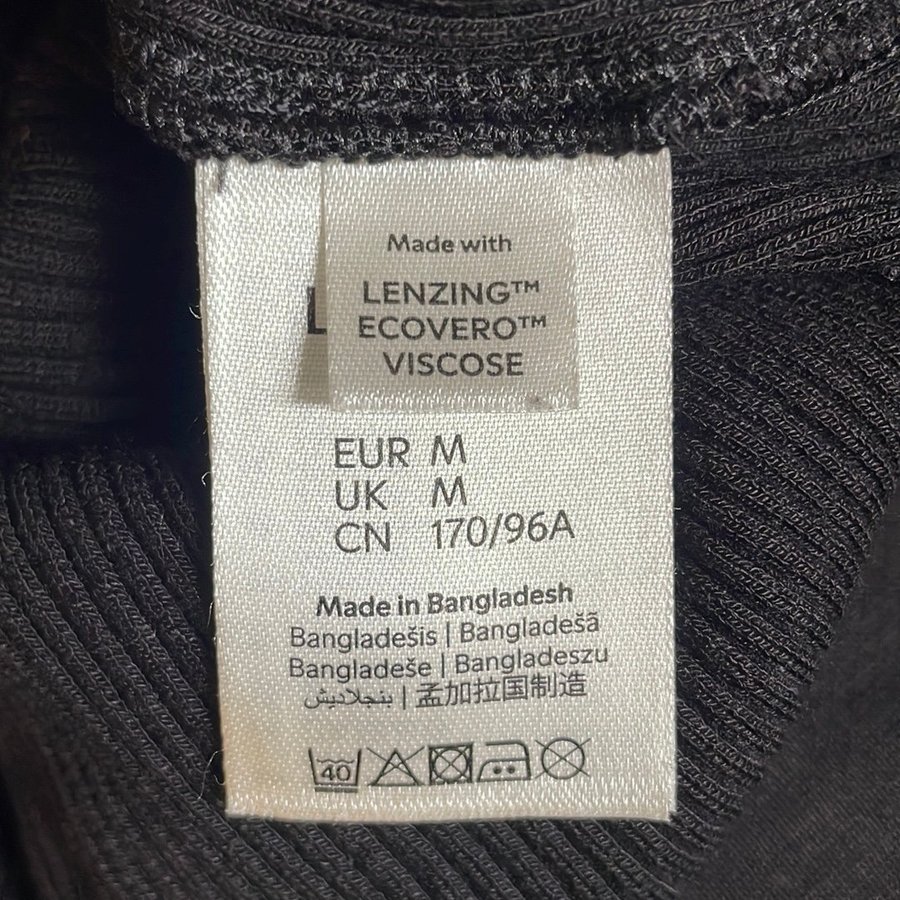 Made with
LENZING™
ECOVERO™
VISCOSE
EUR M
UK M
CN 170/96A
Made in Bangladesh
Bangladešis | Bangladešā
Bangladeše | Bangladeszu
بنجلاديش | 孟加拉国制造
40